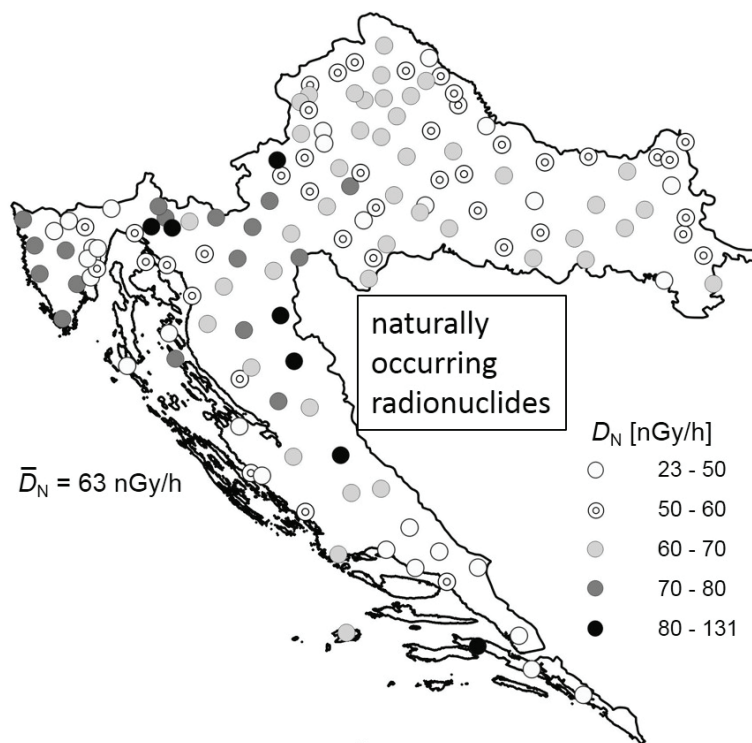 naturally
occurring
radionuclides
D̅N = 63 nGy/h
DN [nGy/h]
23 - 50
50 - 60
60 - 70
70 - 80
80 - 131